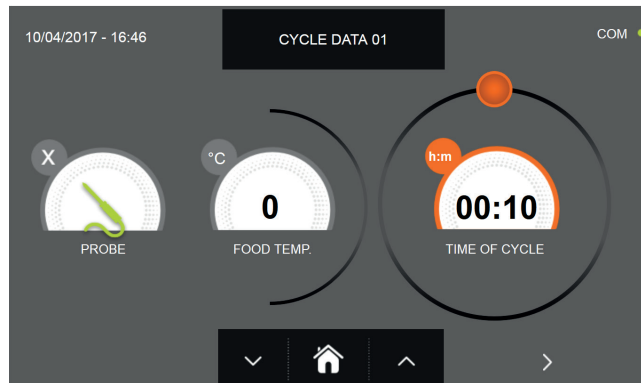 10/04/2017 - 16:46
CYCLE DATA 01
COM
X
°C
h:m
0
00:10
PROBE
FOOD TEMP.
TIME OF CYCLE